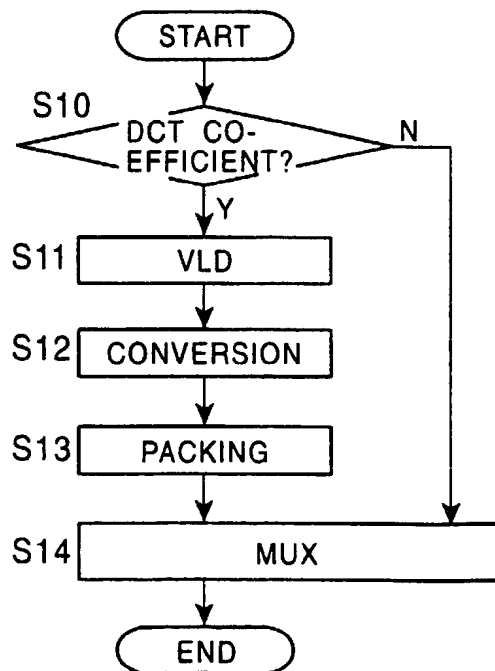 START
S10
DCT CO-
EFFICIENT?
N
Y
S11
VLD
S12
CONVERSION
S13
PACKING
S14
MUX
END